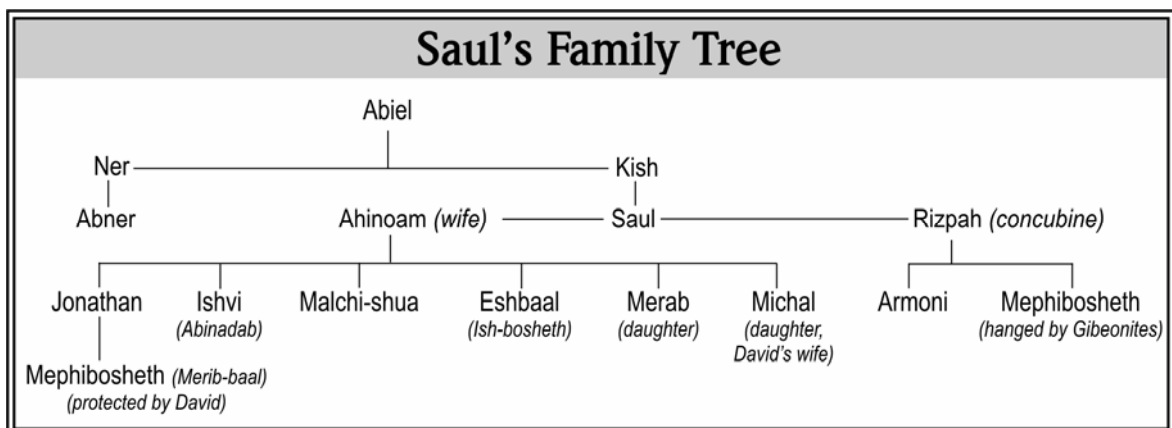 Saul’s Family Tree
Abiel
Ner Kish
Abner Ahinoam (wife) Saul Rizpah (concubine)
Jonathan Ishvi Malchi-shua Eshbaal Merab Michal Armoni Mephibosheth
(Abinadab) (Ish-bosheth) (daughter) (daughter, (hanged by Gibeonites)
David’s wife)
Mephibosheth (Merib-baal)
(protected by David)